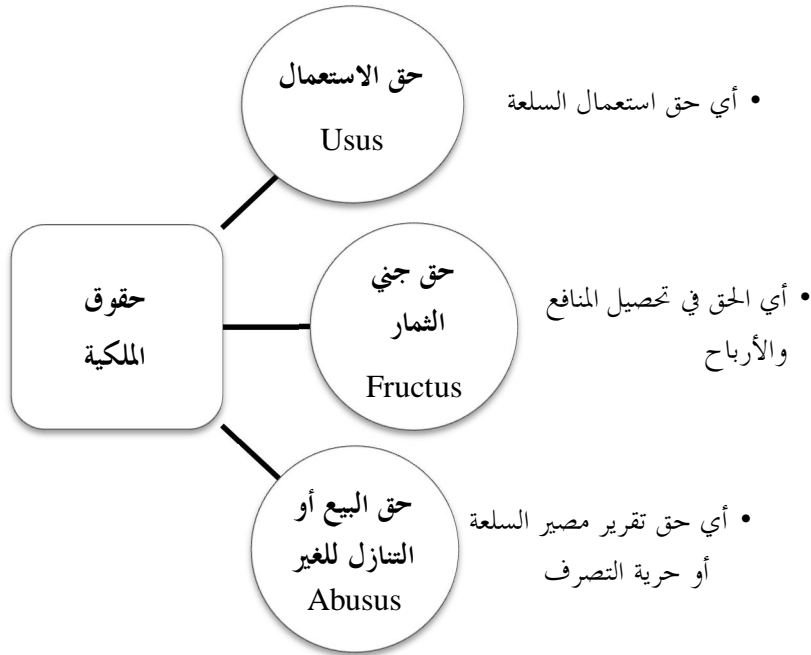 حق الاستعمال
Usus
• أي حق استعمال السلعة
حقوق
الملكية
حق جني
الثمار
Fructus
• أي الحق في تحصيل المنافع
والأرباح
حق البيع أو
التنازل للغير
Abusus
• أي حق تقرير مصير السلعة
أو حرية التصرف